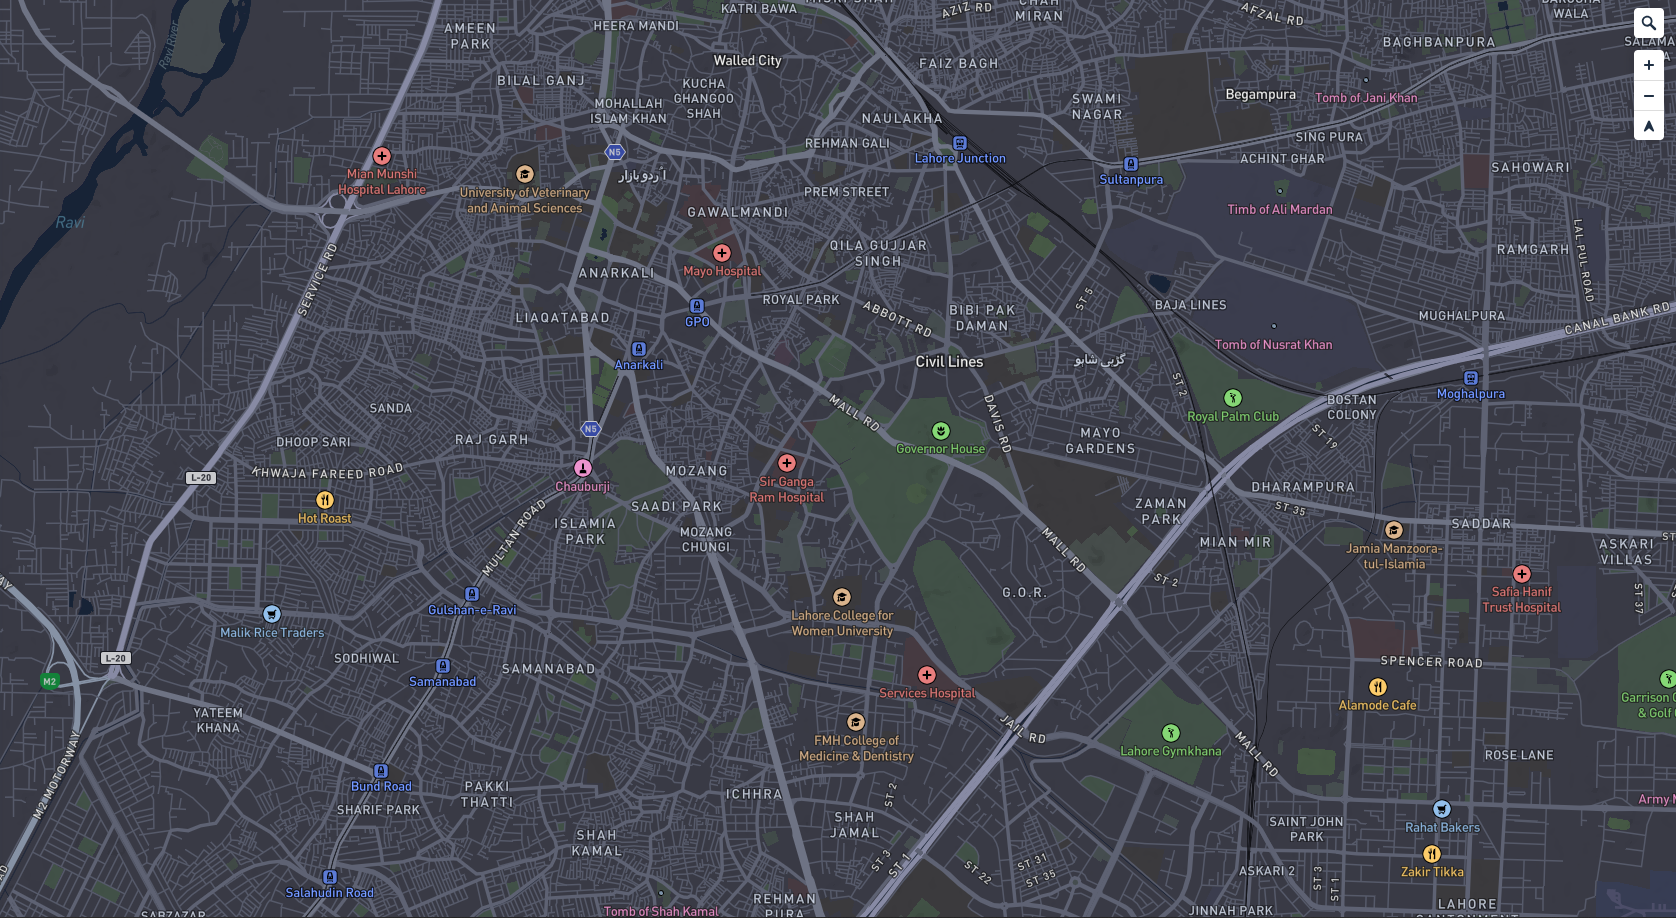 KATRI BAWA
AZIZ RD
CHAH
MIRAN
AFZAL RD
WALA
AMEEN
PARK
HEERA MANDI
Ravi River
Walled City
FAIZ BAGH
BAGHBANPURA
BILAL GANJ
KUCHA
GHANGOO
SHAH
MOHALLAH
ISLAM KHAN
SWAMI
NAGAR
Begampura
Tomb of Jani Khan
NAULAKHA
SING PURA
REHMAN GALI
Lahore Junction
ACHINT GHAR
SAHOWARI
N5
Mian Munshi
Hospital Lahore
University of Veterinary
and Animal Sciences
اُردو بازار
PREM STREET
Sultanpura
Timb of Ali Mardan
GAWALMANDI
Ravi
QILA GUJJAR
SINGH
RAMGARH
LAL PUL ROAD
SERVICE RD
ANARKALI
Mayo Hospital
ROYAL PARK
ABBOTT RD
BIBI PAK
DAMAN
ST 5
BAJA LINES
MUGHALPURA
CANAL BANK RD
LIAQATABAD
GPO
Anarkali
Civil Lines
گڑہی شاہو
Tomb of Nusrat Khan
ST 2
Moghalpura
SANDA
MALL RD
DAVIS RD
Royal Palm Club
BOSTAN
COLONY
ST 19
DHOOP SARI
RAJ GARH
N5
Governor House
MAYO
GARDENS
KHWAJA FAREED ROAD
L-20
Chauburji
MOZANG
Sir Ganga
Ram Hospital
DHARAMPURA
Hot Roast
SAADI PARK
ZAMAN
PARK
ST 35
SADDAR
MULTAN ROAD
ISLAMIA
PARK
MOZANG
CHUNGI
MALL RD
MIAN MIR
Jamia Manzoora-
tul-Islamia
ASKARI
VILLAS
ST 2
G.O.R.
Safia Hanif
Trust Hospital
ST 37
Gulshan-e-Ravi
Malik Rice Traders
Lahore College for
Women University
L-20
SODHIWAL
Samanabad
SAMANABAD
Services Hospital
SPENCER ROAD
M2
Alamode Cafe
YATEEM
KHANA
JAIL RD
FMH College of
Medicine & Dentistry
Lahore Gymkhana
MALL RD
ROSE LANE
M2 MOTORWAY
Bund Road
PAKKI
THATTI
ICHHRA
ST 2
SHARIF PARK
SHAH
JAMAL
SAINT JOHN
PARK
Rahat Bakers
SHAH
KAMAL
ST 3
ST 1
ST 22
ST 31
ST 35
ASKARI 2
ST 3
ST 1
Zakir Tikka
Salahudin Road
Tomb of Shah Kamal
REHMAN
PURA
JINNAH PARK
LAHORE